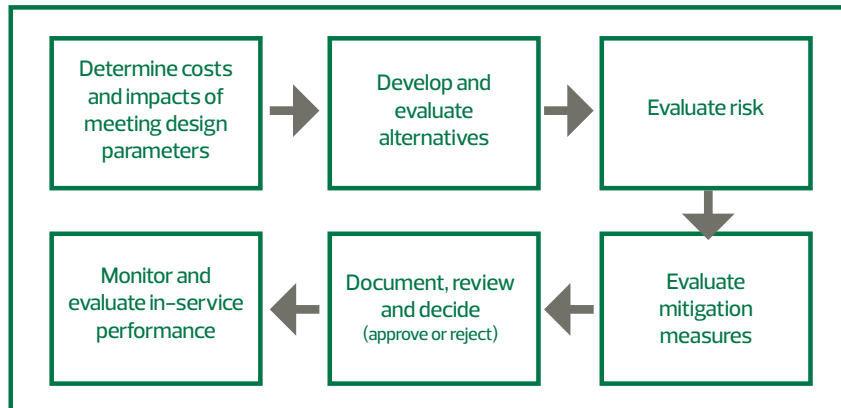 Determine costs
and impacts of
meeting design
parameters
Develop and
evaluate
alternatives
Evaluate risk
Evaluate
mitigation
measures
Document, review
and decide
(approve or reject)
Monitor and
evaluate in-service
performance